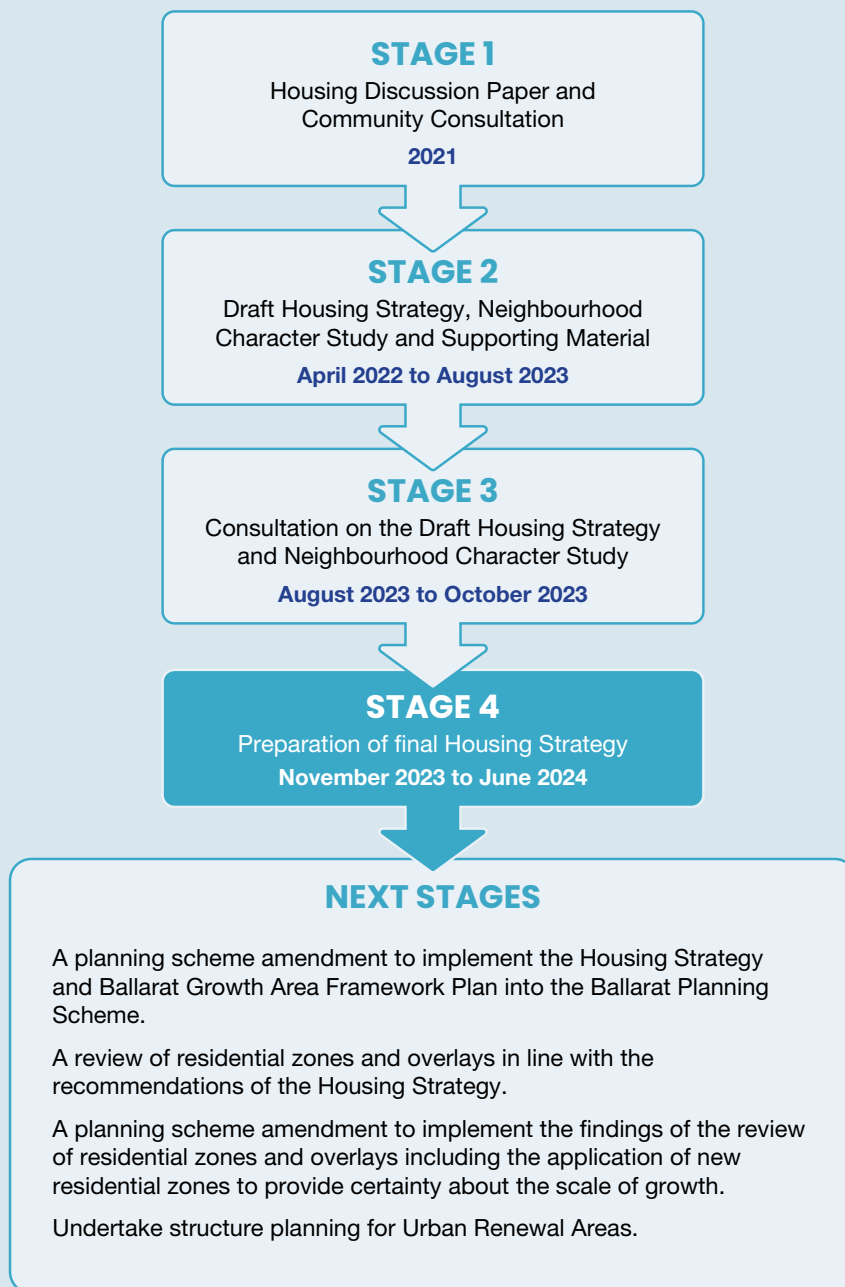 STAGE 1
Housing Discussion Paper and
Community Consultation
2021
STAGE 2
Draft Housing Strategy, Neighbourhood
Character Study and Supporting Material
April 2022 to August 2023
STAGE 3
Consultation on the Draft Housing Strategy
and Neighbourhood Character Study
August 2023 to October 2023
STAGE 4
Preparation of final Housing Strategy
November 2023 to June 2024
NEXT STAGES
A planning scheme amendment to implement the Housing Strategy
and Ballarat Growth Area Framework Plan into the Ballarat Planning
Scheme.
A review of residential zones and overlays in line with the
recommendations of the Housing Strategy.
A planning scheme amendment to implement the findings of the review
of residential zones and overlays including the application of new
residential zones to provide certainty about the scale of growth.
Undertake structure planning for Urban Renewal Areas.